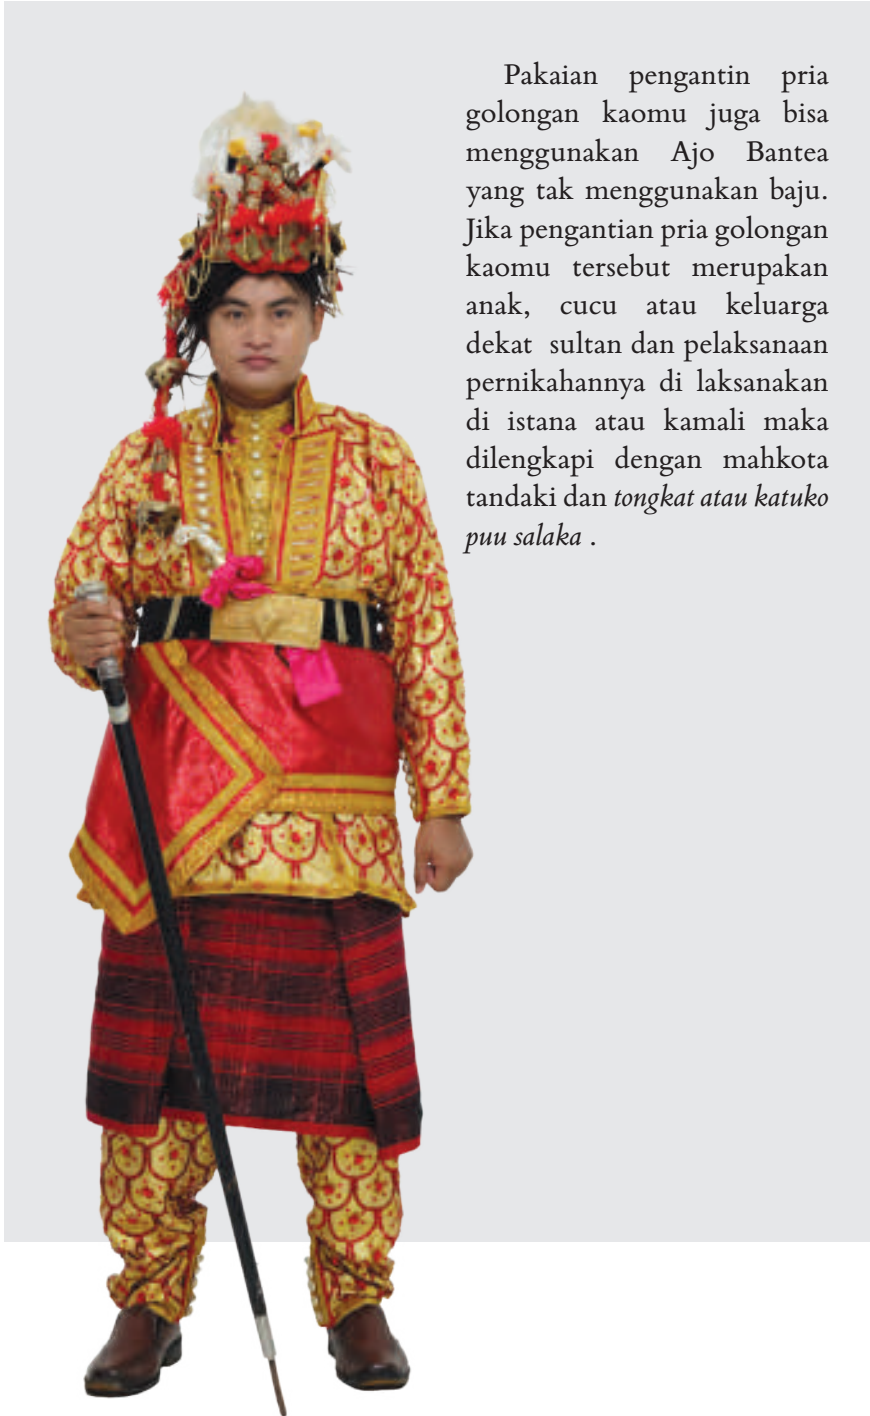 Pakaian pengantin pria
golongan kaomu juga bisa
menggunakan Ajo Bantea
yang tak menggunakan baju.
Jika pengantian pria golongan
kaomu tersebut merupakan
anak, cucu atau keluarga
dekat sultan dan pelaksanaan
pernikahannya di laksanakan
di istana atau kamali maka
dilengkapi dengan mahkota
tandaki dan tongkat atau katuko
puu salaka .